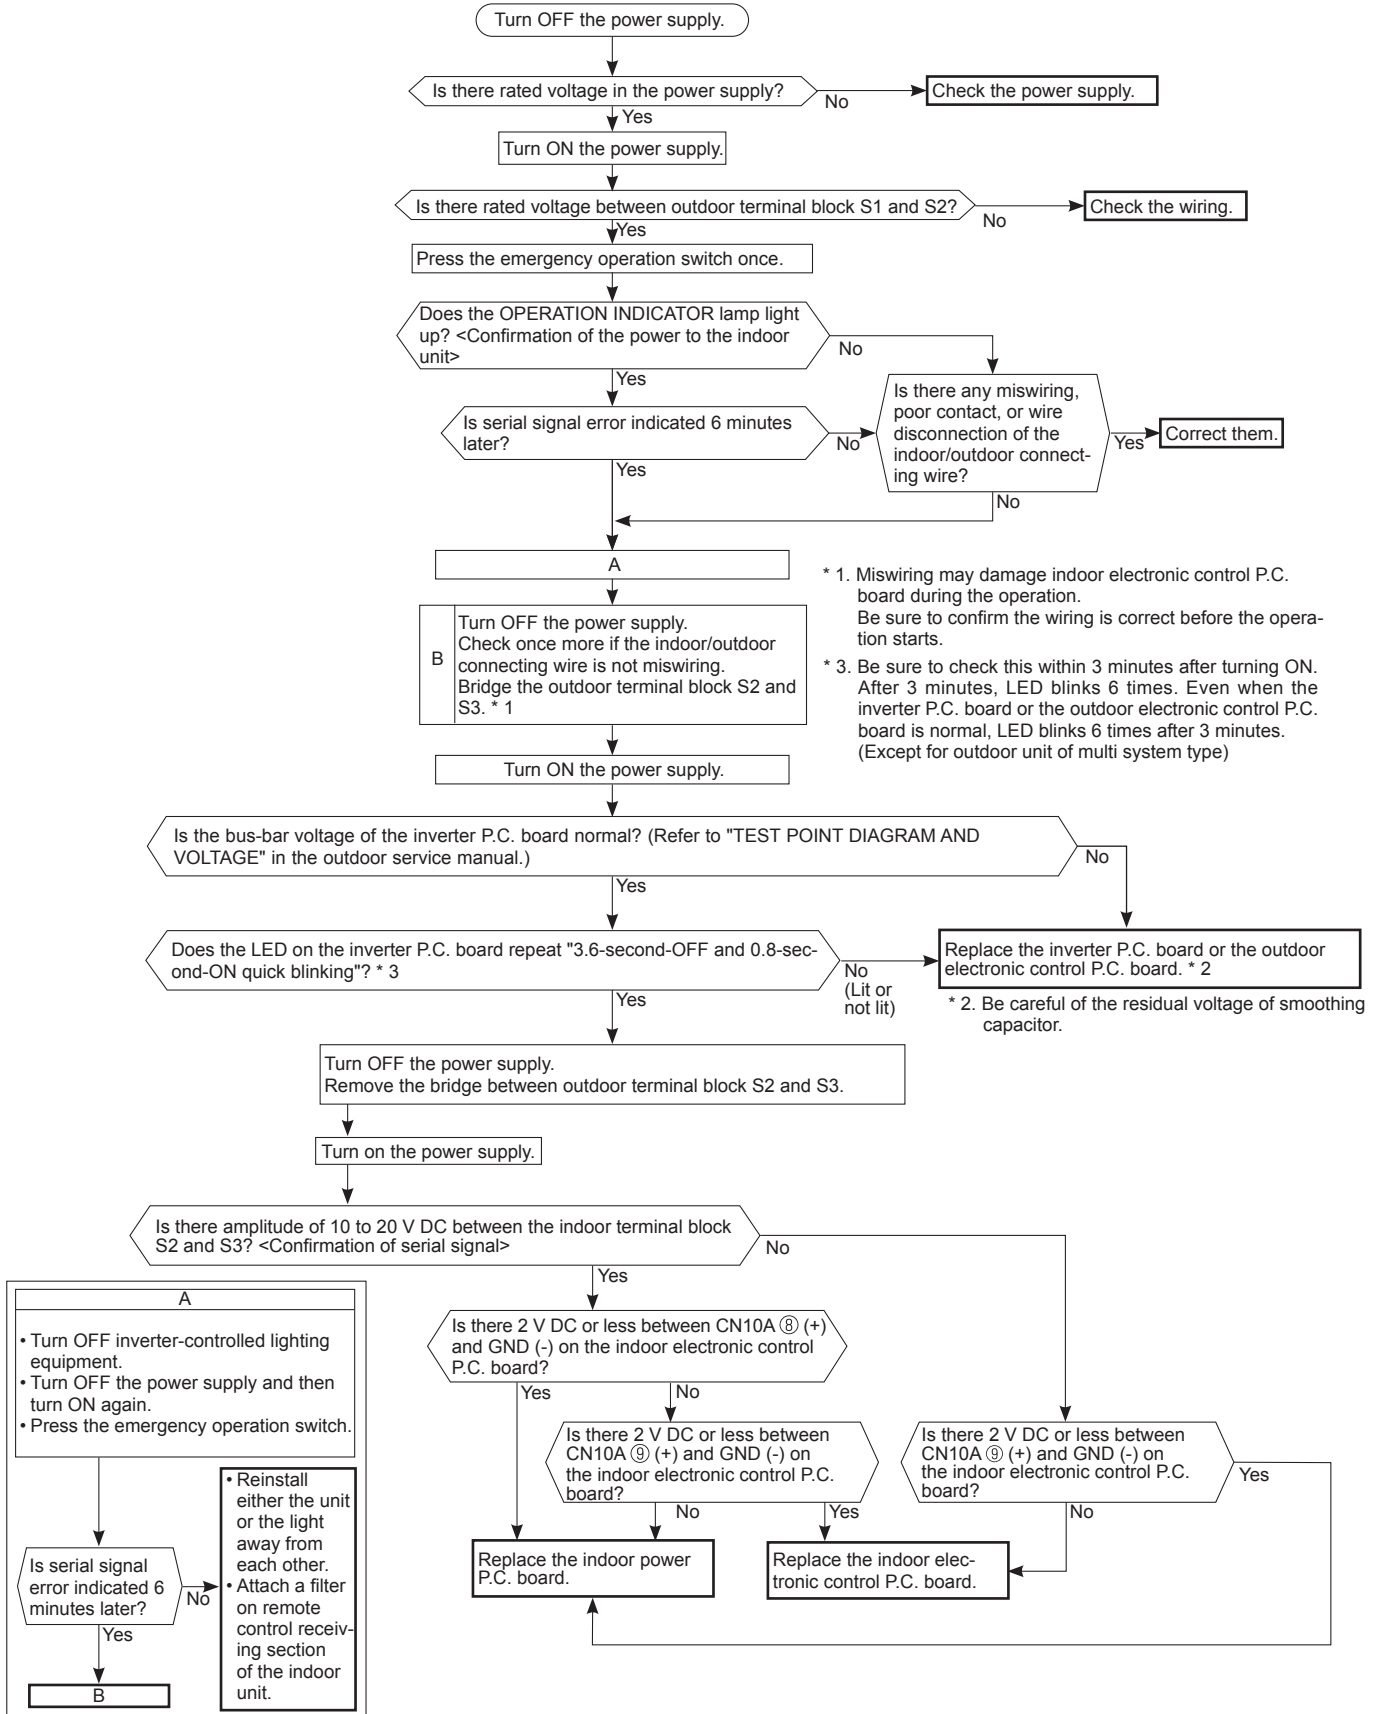 Turn OFF the power supply.
Is there rated voltage in the power supply?
No
Check the power supply.
Yes
Turn ON the power supply.
Is there rated voltage between outdoor terminal block S1 and S2?
No
Check the wiring.
Yes
Press the emergency operation switch once.
Does the OPERATION INDICATOR lamp light
up? <Confirmation of the power to the indoor
unit>
No
Yes
Is serial signal error indicated 6 minutes
later?
No
Yes
Is there any miswiring,
poor contact, or wire
disconnection of the
indoor/outdoor connect-
ing wire?
Yes
Correct them.
No
A
B
Turn OFF the power supply.
Check once more if the indoor/outdoor
connecting wire is not miswiring.
Bridge the outdoor terminal block S2 and
S3. * 1
* 1. Miswiring may damage indoor electronic control P.C.
board during the operation.
Be sure to confirm the wiring is correct before the opera-
tion starts.
* 3. Be sure to check this within 3 minutes after turning ON.
After 3 minutes, LED blinks 6 times. Even when the
inverter P.C. board or the outdoor electronic control P.C.
board is normal, LED blinks 6 times after 3 minutes.
(Except for outdoor unit of multi system type)
Turn ON the power supply.
Is the bus-bar voltage of the inverter P.C. board normal? (Refer to "TEST POINT DIAGRAM AND
VOLTAGE" in the outdoor service manual.)
No
Yes
Does the LED on the inverter P.C. board repeat "3.6-second-OFF and 0.8-sec-
ond-ON quick blinking"? * 3
No
(Lit or
not lit)
Yes
Replace the inverter P.C. board or the outdoor
electronic control P.C. board. * 2
* 2. Be careful of the residual voltage of smoothing
capacitor.
Turn OFF the power supply.
Remove the bridge between outdoor terminal block S2 and S3.
Turn on the power supply.
Is there amplitude of 10 to 20 V DC between the indoor terminal block
S2 and S3? <Confirmation of serial signal>
No
Yes
Is there 2 V DC or less between CN10A ⑧ (+)
and GND (-) on the indoor electronic control
P.C. board?
Yes
No
Is there 2 V DC or less between
CN10A ⑨ (+) and GND (-) on
the indoor electronic control P.C.
board?
No
Yes
Is there 2 V DC or less between
CN10A ⑨ (+) and GND (-) on
the indoor electronic control P.C.
board?
Yes
No
Replace the indoor power
P.C. board.
Replace the indoor elec-
tronic control P.C. board.
A
• Turn OFF inverter-controlled lighting
equipment.
• Turn OFF the power supply and then
turn ON again.
• Press the emergency operation switch.
Is serial signal
error indicated 6
minutes later?
No
Yes
B
• Reinstall
either the unit
or the light
away from
each other.
• Attach a filter
on remote
control receiv-
ing section
of the indoor
unit.